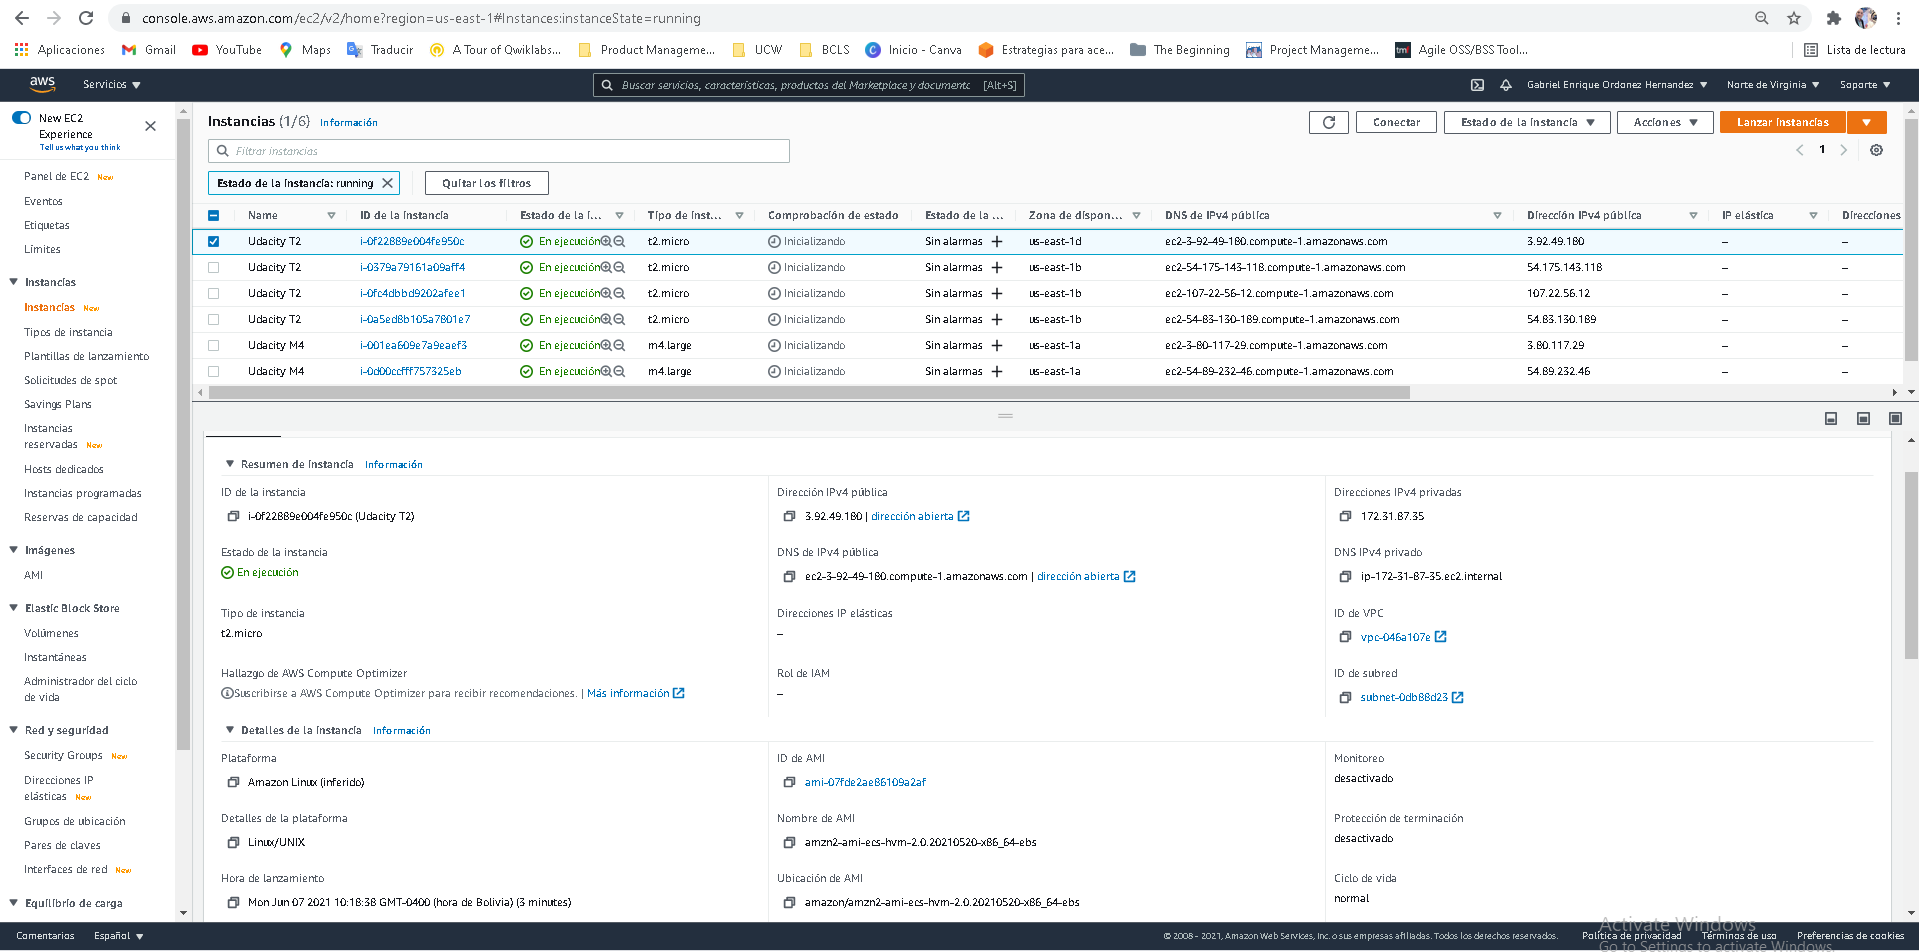 console.aws.amazon.com/ec2/v2/home?region=us-east-1#Instances:instanceState=running
Aplicaciones Gmail YouTube Maps Traducir A Tour of Qwiklabs... Product Manageme... UCW BCLS Inicio - Canva Estrategias para ace... The Beginning Project Manageme... tmf Agile OSS/BSS Tool... Lista de lectura
aws Servicios Buscar servicios, características, productos del Marketplace y documentc [Alt+S] Gabriel Enrique Ordonez Hernandez Norte de Virginia Soporte
New EC2 Experience
Tell us what you think
Panel de EC2 New
Eventos
Etiquetas
Límites
Instancias
Instancias New
Tipos de instancia
Plantillas de lanzamiento
Solicitudes de spot
Savings Plans
Instancias reservadas New
Hosts dedicados
Instancias programadas
Reservas de capacidad
Imágenes
AMI
Elastic Block Store
Volúmenes
Instantáneas
Administrador del ciclo de vida
Red y seguridad
Security Groups New
Direcciones IP elásticas New
Grupos de ubicación
Pares de claves
Interfaces de red New
Equilibrio de carga
Instancias (1/6) Información Conectar Estado de la instancia Acciones Lanzar instancias
Filtrar instancias 1
Estado de la instancia: running Quitar los filtros
Name ID de la instancia Estado de la i... Tipo de inst... Comprobación de estado Estado de la ... Zona de dispon... DNS de IPv4 pública Dirección IPv4 pública IP elástica Direcciones
Udacity T2 i-0f22889e004fe950c En ejecución t2.micro Inicializando Sin alarmas us-east-1d ec2-3-92-49-180.compute-1.amazonaws.com 3.92.49.180 – –
Udacity T2 i-0379a79161a09aff4 En ejecución t2.micro Inicializando Sin alarmas us-east-1b ec2-54-175-143-118.compute-1.amazonaws.com 54.175.143.118 – –
Udacity T2 i-0fc4dbbd9202afee1 En ejecución t2.micro Inicializando Sin alarmas us-east-1b ec2-107-22-56-12.compute-1.amazonaws.com 107.22.56.12 – –
Udacity T2 i-0a5ed8b105a7801e7 En ejecución t2.micro Inicializando Sin alarmas us-east-1b ec2-54-83-130-189.compute-1.amazonaws.com 54.83.130.189 – –
Udacity M4 i-001ea609e7a9eaef3 En ejecución m4.large Inicializando Sin alarmas us-east-1a ec2-3-80-117-29.compute-1.amazonaws.com 3.80.117.29 – –
Udacity M4 i-0d00ccfff757325eb En ejecución m4.large Inicializando Sin alarmas us-east-1a ec2-54-89-232-46.compute-1.amazonaws.com 54.89.232.46 – –
Resumen de instancia Información
ID de la instancia Dirección IPv4 pública Direcciones IPv4 privadas
i-0f22889e004fe950c (Udacity T2) 3.92.49.180 | dirección abierta 172.31.87.35
Estado de la instancia DNS de IPv4 pública DNS IPv4 privado
En ejecución ec2-3-92-49-180.compute-1.amazonaws.com | dirección abierta ip-172-31-87-35.ec2.internal
Tipo de instancia Direcciones IP elásticas ID de VPC
t2.micro – vpc-046a107e
Hallazgo de AWS Compute Optimizer Rol de IAM ID de subred
Suscribirse a AWS Compute Optimizer para recibir recomendaciones. | Más información – subnet-0db88d23
Detalles de la instancia Información
Plataforma ID de AMI Monitoreo
Amazon Linux (inferido) ami-07fde2ae86109a2af desactivado
Detalles de la plataforma Nombre de AMI Protección de terminación
Linux/UNIX amzn2-ami-ecs-hvm-2.0.20210520-x86_64-ebs desactivado
Hora de lanzamiento Ubicación de AMI Ciclo de vida
Mon Jun 07 2021 10:18:38 GMT-0400 (hora de Bolivia) (3 minutes) amazon/amzn2-ami-ecs-hvm-2.0.20210520-x86_64-ebs normal
Activate Windows
Go to Settings to activate Windows.
Comentarios Español © 2008 - 2021, Amazon Web Services, Inc. o sus empresas afiliadas. Todos los derechos reservados. Política de privacidad Términos de uso Preferencias de cookies